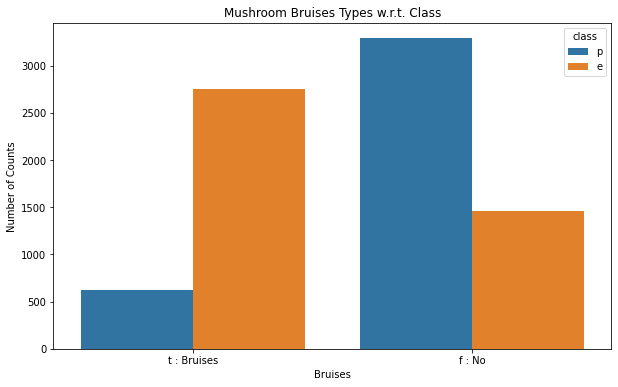 Mushroom Bruises Types w.r.t. Class
class
p
e
Number of Counts
3000
2500
2000
1500
1000
500
0
t : Bruises
f : No
Bruises